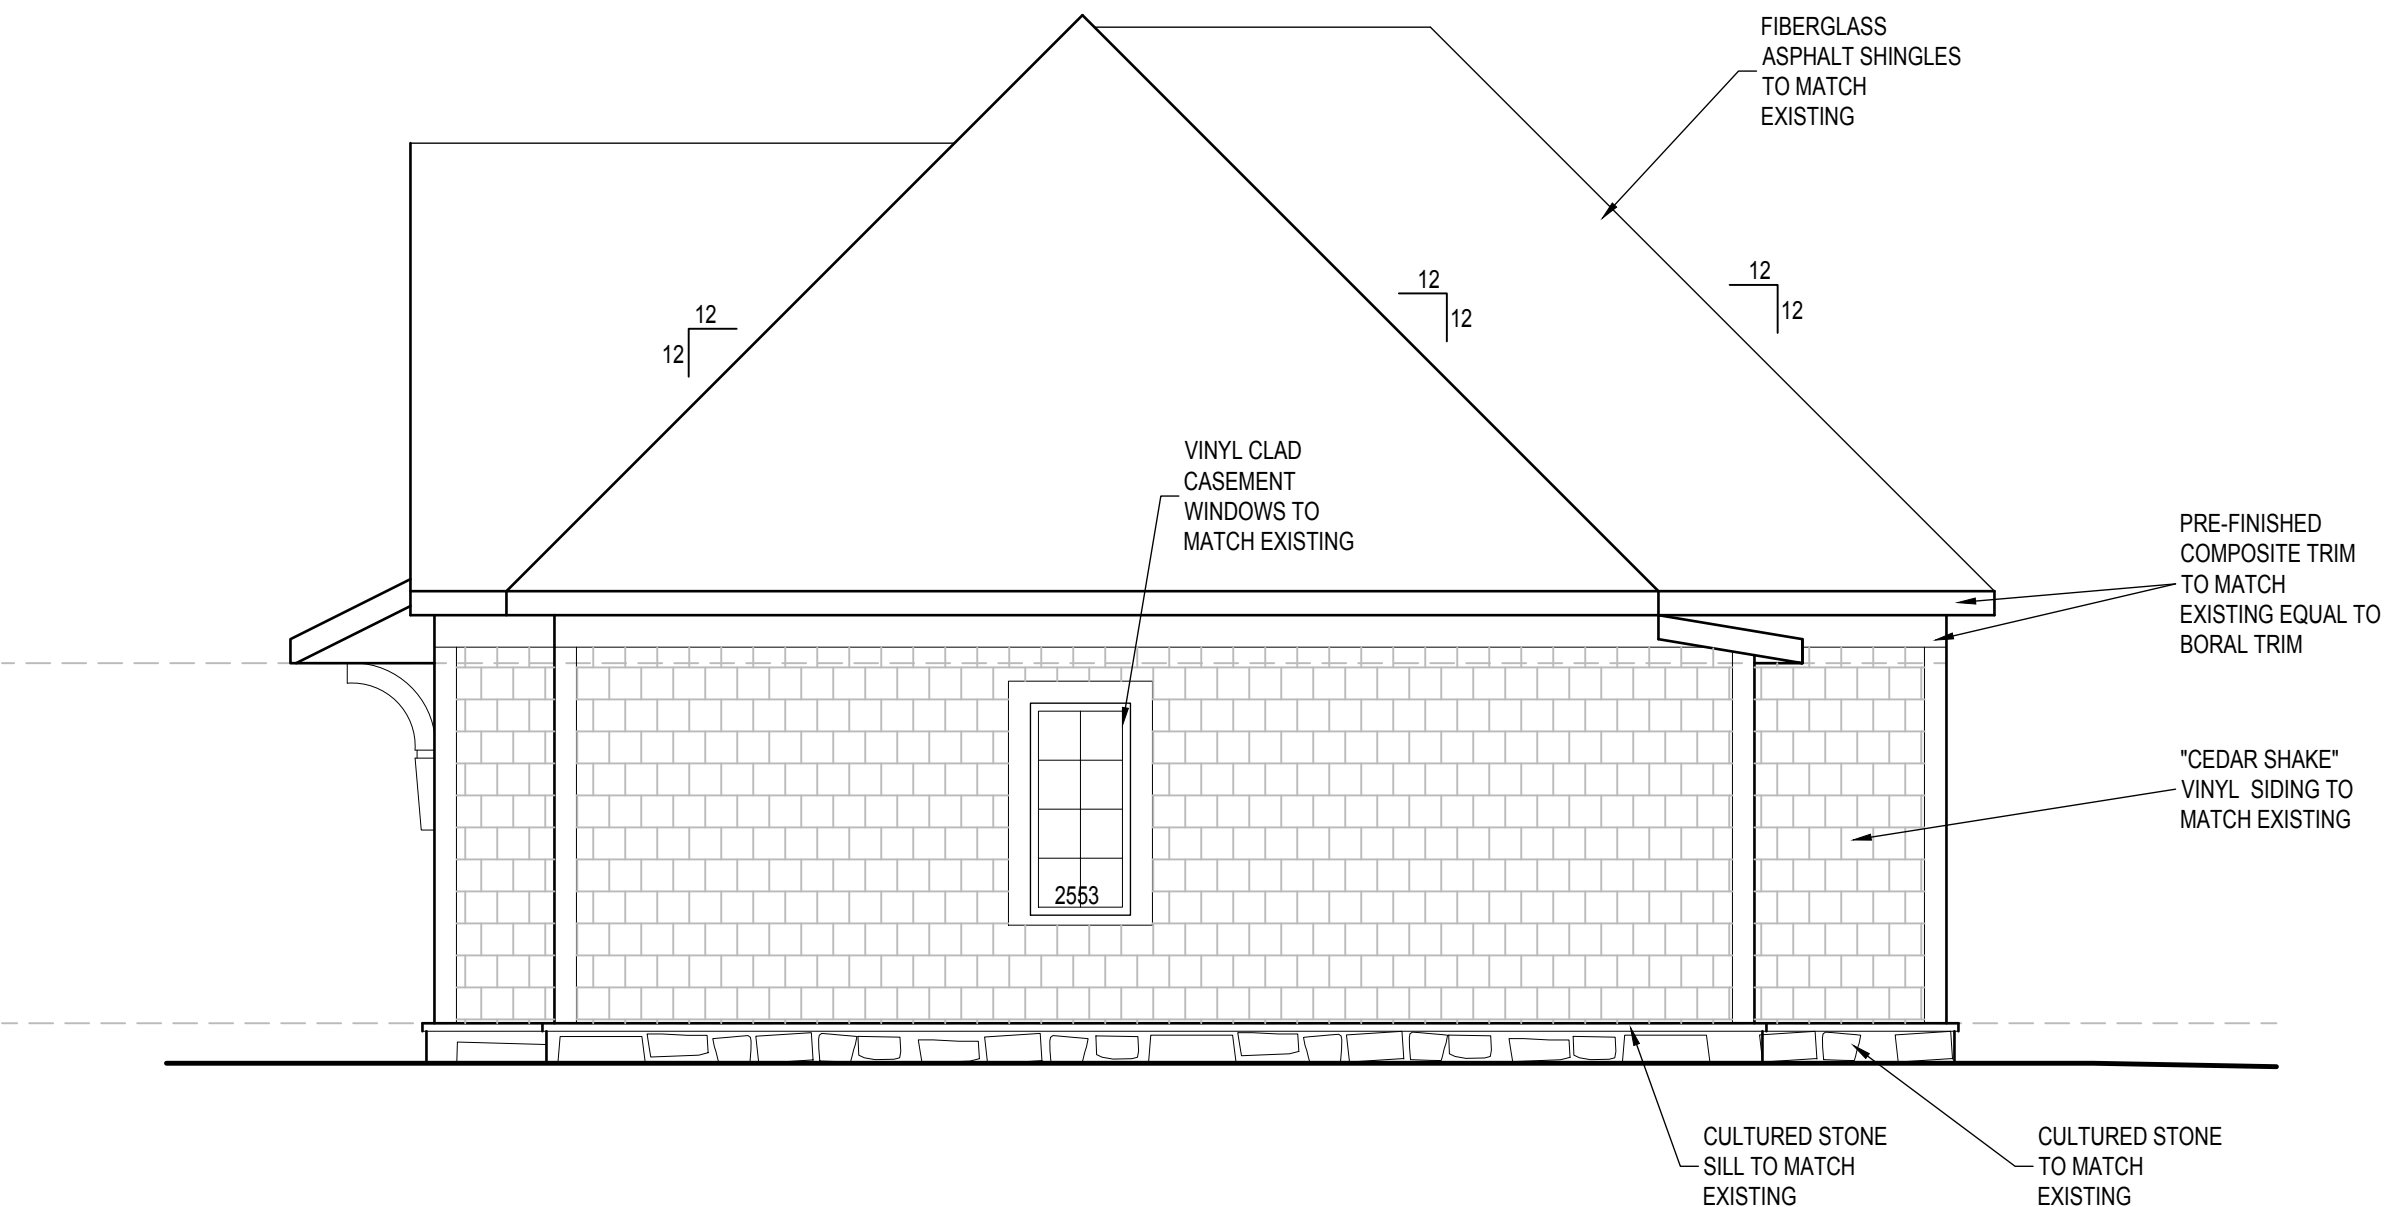 FIBERGLASS
ASPHALT SHINGLES
TO MATCH
EXISTING
12
12
12
12
12
12
VINYL CLAD
CASEMENT
WINDOWS TO
MATCH EXISTING
PRE-FINISHED
COMPOSITE TRIM
TO MATCH
EXISTING EQUAL TO
BORAL TRIM
"CEDAR SHAKE"
VINYL  SIDING TO
MATCH EXISTING
2553
CULTURED STONE
SILL TO MATCH
EXISTING
CULTURED STONE
TO MATCH
EXISTING